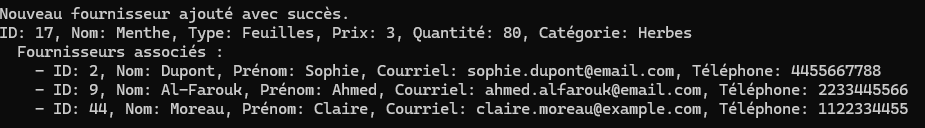 Nouveau fournisseur ajouté avec succès.
ID: 17, Nom: Menthe, Type: Feuilles, Prix: 3, Quantité: 80, Catégorie: Herbes
Fournisseurs associés :
- ID: 2, Nom: Dupont, Prénom: Sophie, Courriel: sophie.dupont@email.com, Téléphone: 4455667788
- ID: 9, Nom: Al-Farouk, Prénom: Ahmed, Courriel: ahmed.alfarouk@email.com, Téléphone: 2233445566
- ID: 44, Nom: Moreau, Prénom: Claire, Courriel: claire.moreau@example.com, Téléphone: 1122334455